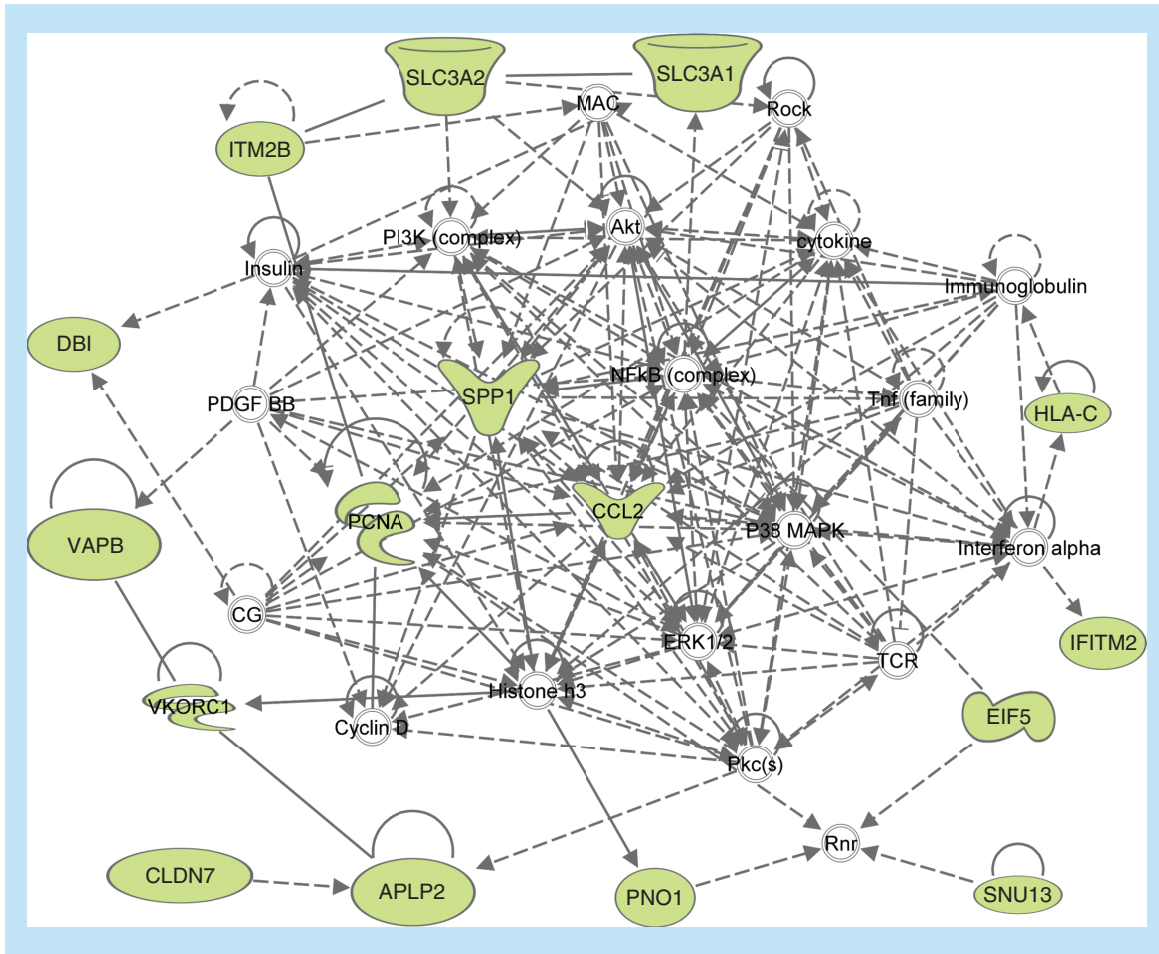 SLC3A2
SLC3A1
MAC
Rock
ITM2B
PI3K (complex)
Akt
cytokine
Insulin
Immunoglobulin
DBI
NFkB (complex)
SPP1
PDGF BB
Tnf (family)
HLA-C
CCL2
PCNA
P38 MAPK
VAPB
Interferon alpha
CG
ERK1/2
IFITM2
TCR
Histone h3
VKORC1
Cyclin D
EIF5
Pkc(s)
Rnr
CLDN7
APLP2
PNO1
SNU13